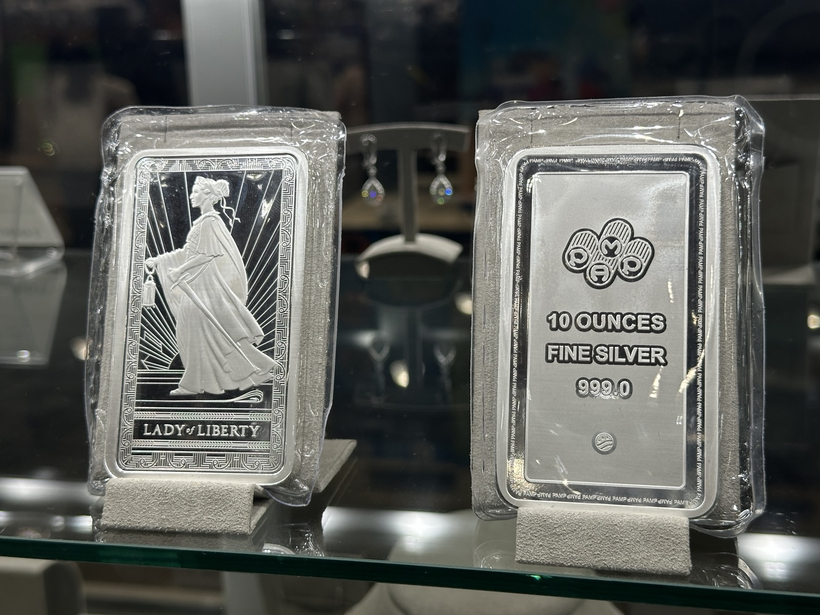 LADY of LIBERTY
PAMP
10 OUNCES
FINE SILVER
999.0